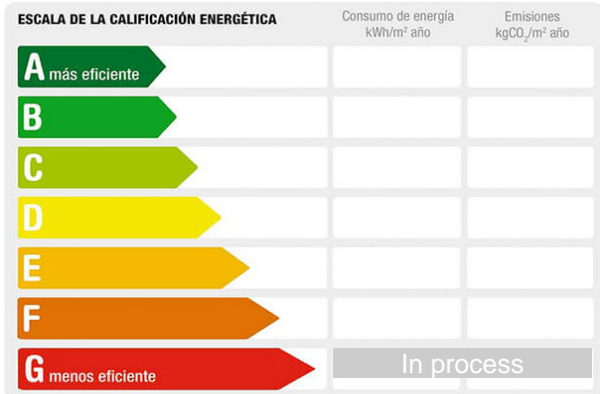 ESCALA DE LA CALIFICACIÓN ENERGÉTICA
Consumo de energía
kWh/m² año
Emisiones
kgCO₂/m² año
A más eficiente
B
C
D
E
F
G menos eficiente
In process